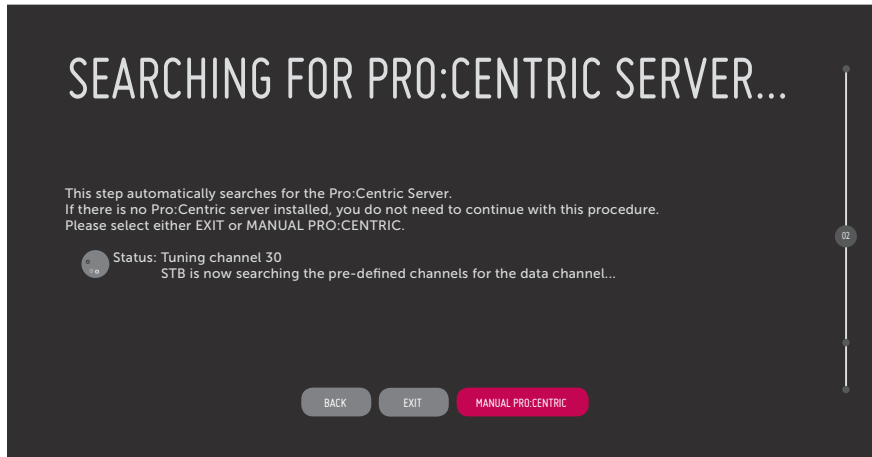 SEARCHING FOR PRO:CENTRIC SERVER...
This step automatically searches for the Pro:Centric Server.
If there is no Pro:Centric server installed, you do not need to continue with this procedure.
Please select either EXIT or MANUAL PRO:CENTRIC.
02
Status: Tuning channel 30
STB is now searching the pre-defined channels for the data channel...
BACK EXIT MANUAL PRO:CENTRIC